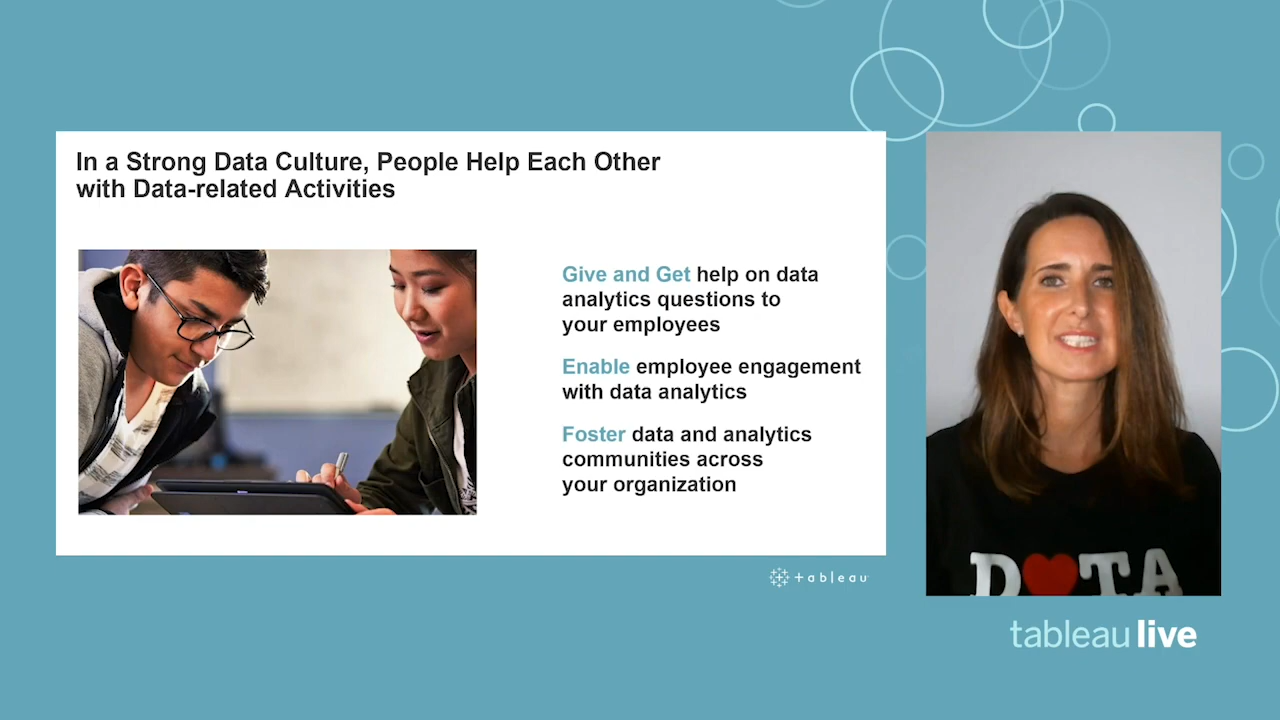 In a Strong Data Culture, People Help Each Other
with Data-related Activities
Give and Get help on data
analytics questions to
your employees
Enable employee engagement
with data analytics
Foster data and analytics
communities across
your organization
+ableau
D❤TA
tableau live